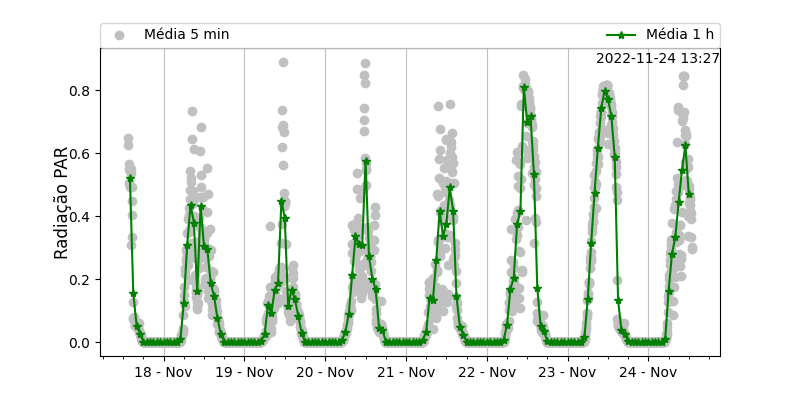 Média 5 min
Média 1 h
2022-11-24 13:27
Radiação PAR
0.8
0.6
0.4
0.2
0.0
18 - Nov
19 - Nov
20 - Nov
21 - Nov
22 - Nov
23 - Nov
24 - Nov